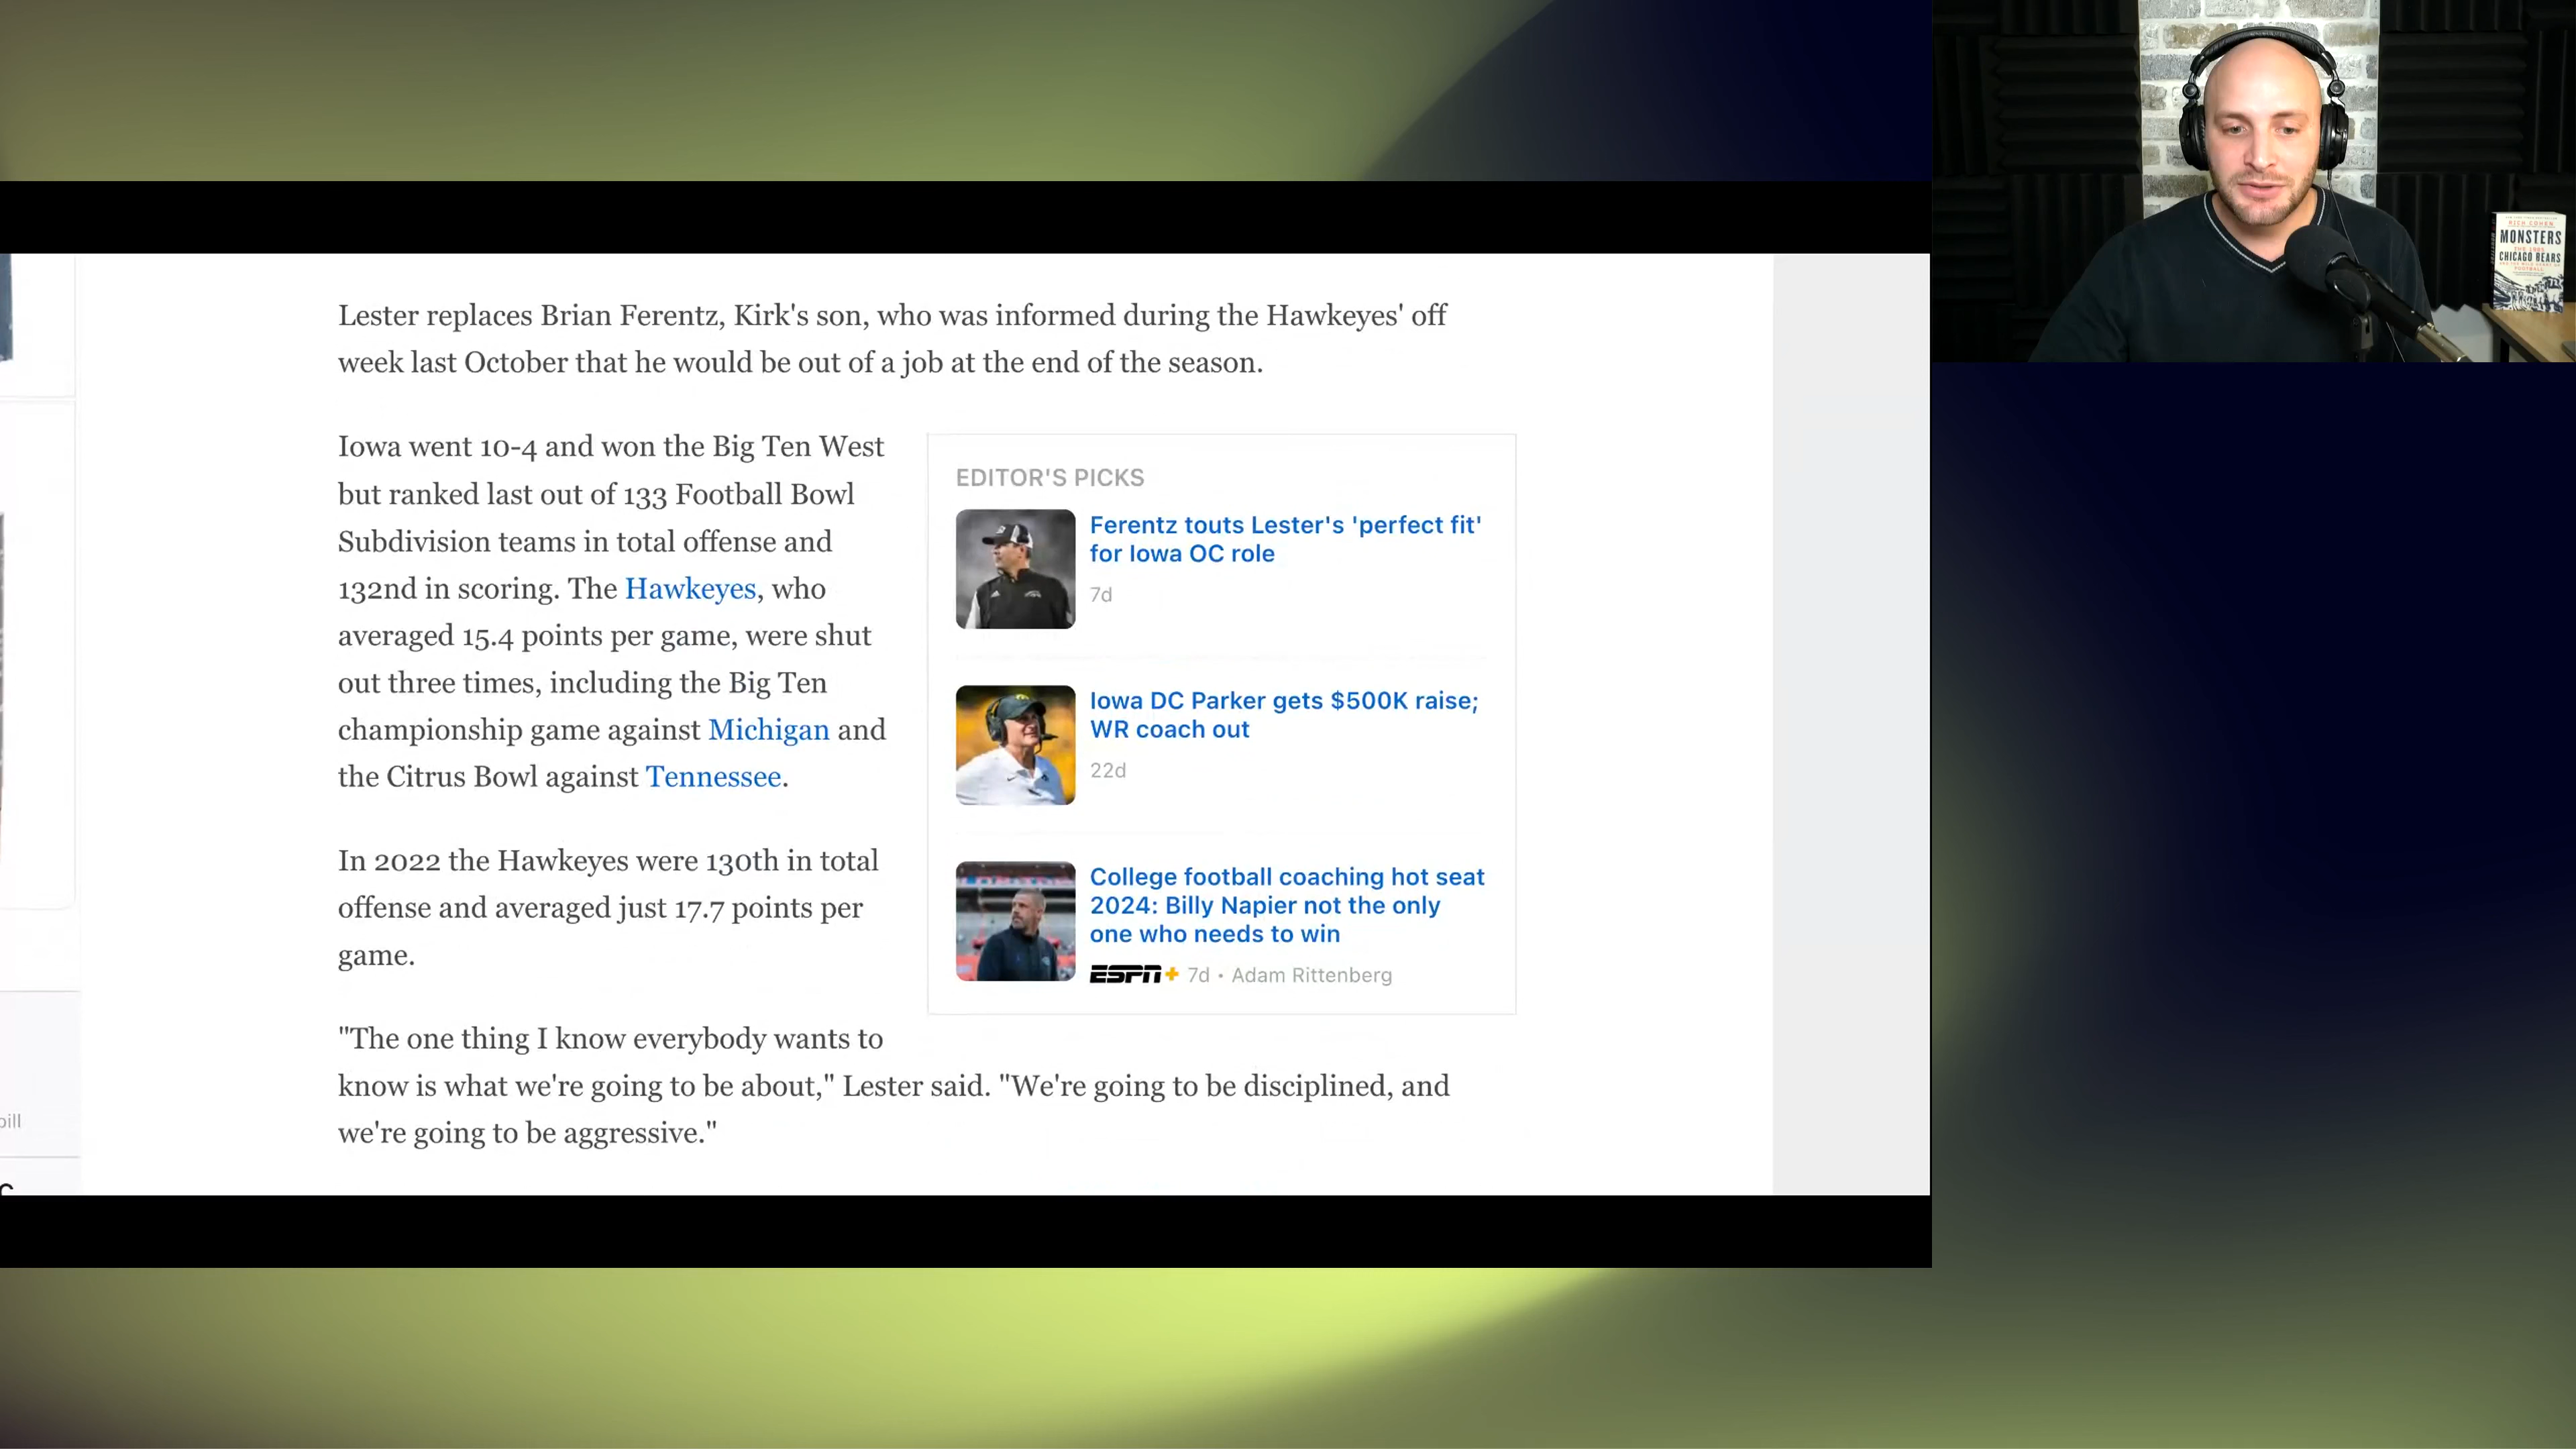 Lester replaces Brian Ferentz, Kirk's son, who was informed during the Hawkeyes' off
week last October that he would be out of a job at the end of the season.
Iowa went 10-4 and won the Big Ten West
but ranked last out of 133 Football Bowl
Subdivision teams in total offense and
132nd in scoring. The Hawkeyes, who
averaged 15.4 points per game, were shut
out three times, including the Big Ten
championship game against Michigan and
the Citrus Bowl against Tennessee.
In 2022 the Hawkeyes were 130th in total
offense and averaged just 17.7 points per
game.
"The one thing I know everybody wants to
know is what we're going to be about," Lester said. "We're going to be disciplined, and
we're going to be aggressive."
EDITOR'S PICKS
Ferentz touts Lester's 'perfect fit'
for Iowa OC role
7d
Iowa DC Parker gets $500K raise;
WR coach out
22d
College football coaching hot seat
2024: Billy Napier not the only
one who needs to win
ESPN+ 7d • Adam Rittenberg
RICH COHEN
MONSTERS
THE 1985
CHICAGO BEARS
FOOTBALL